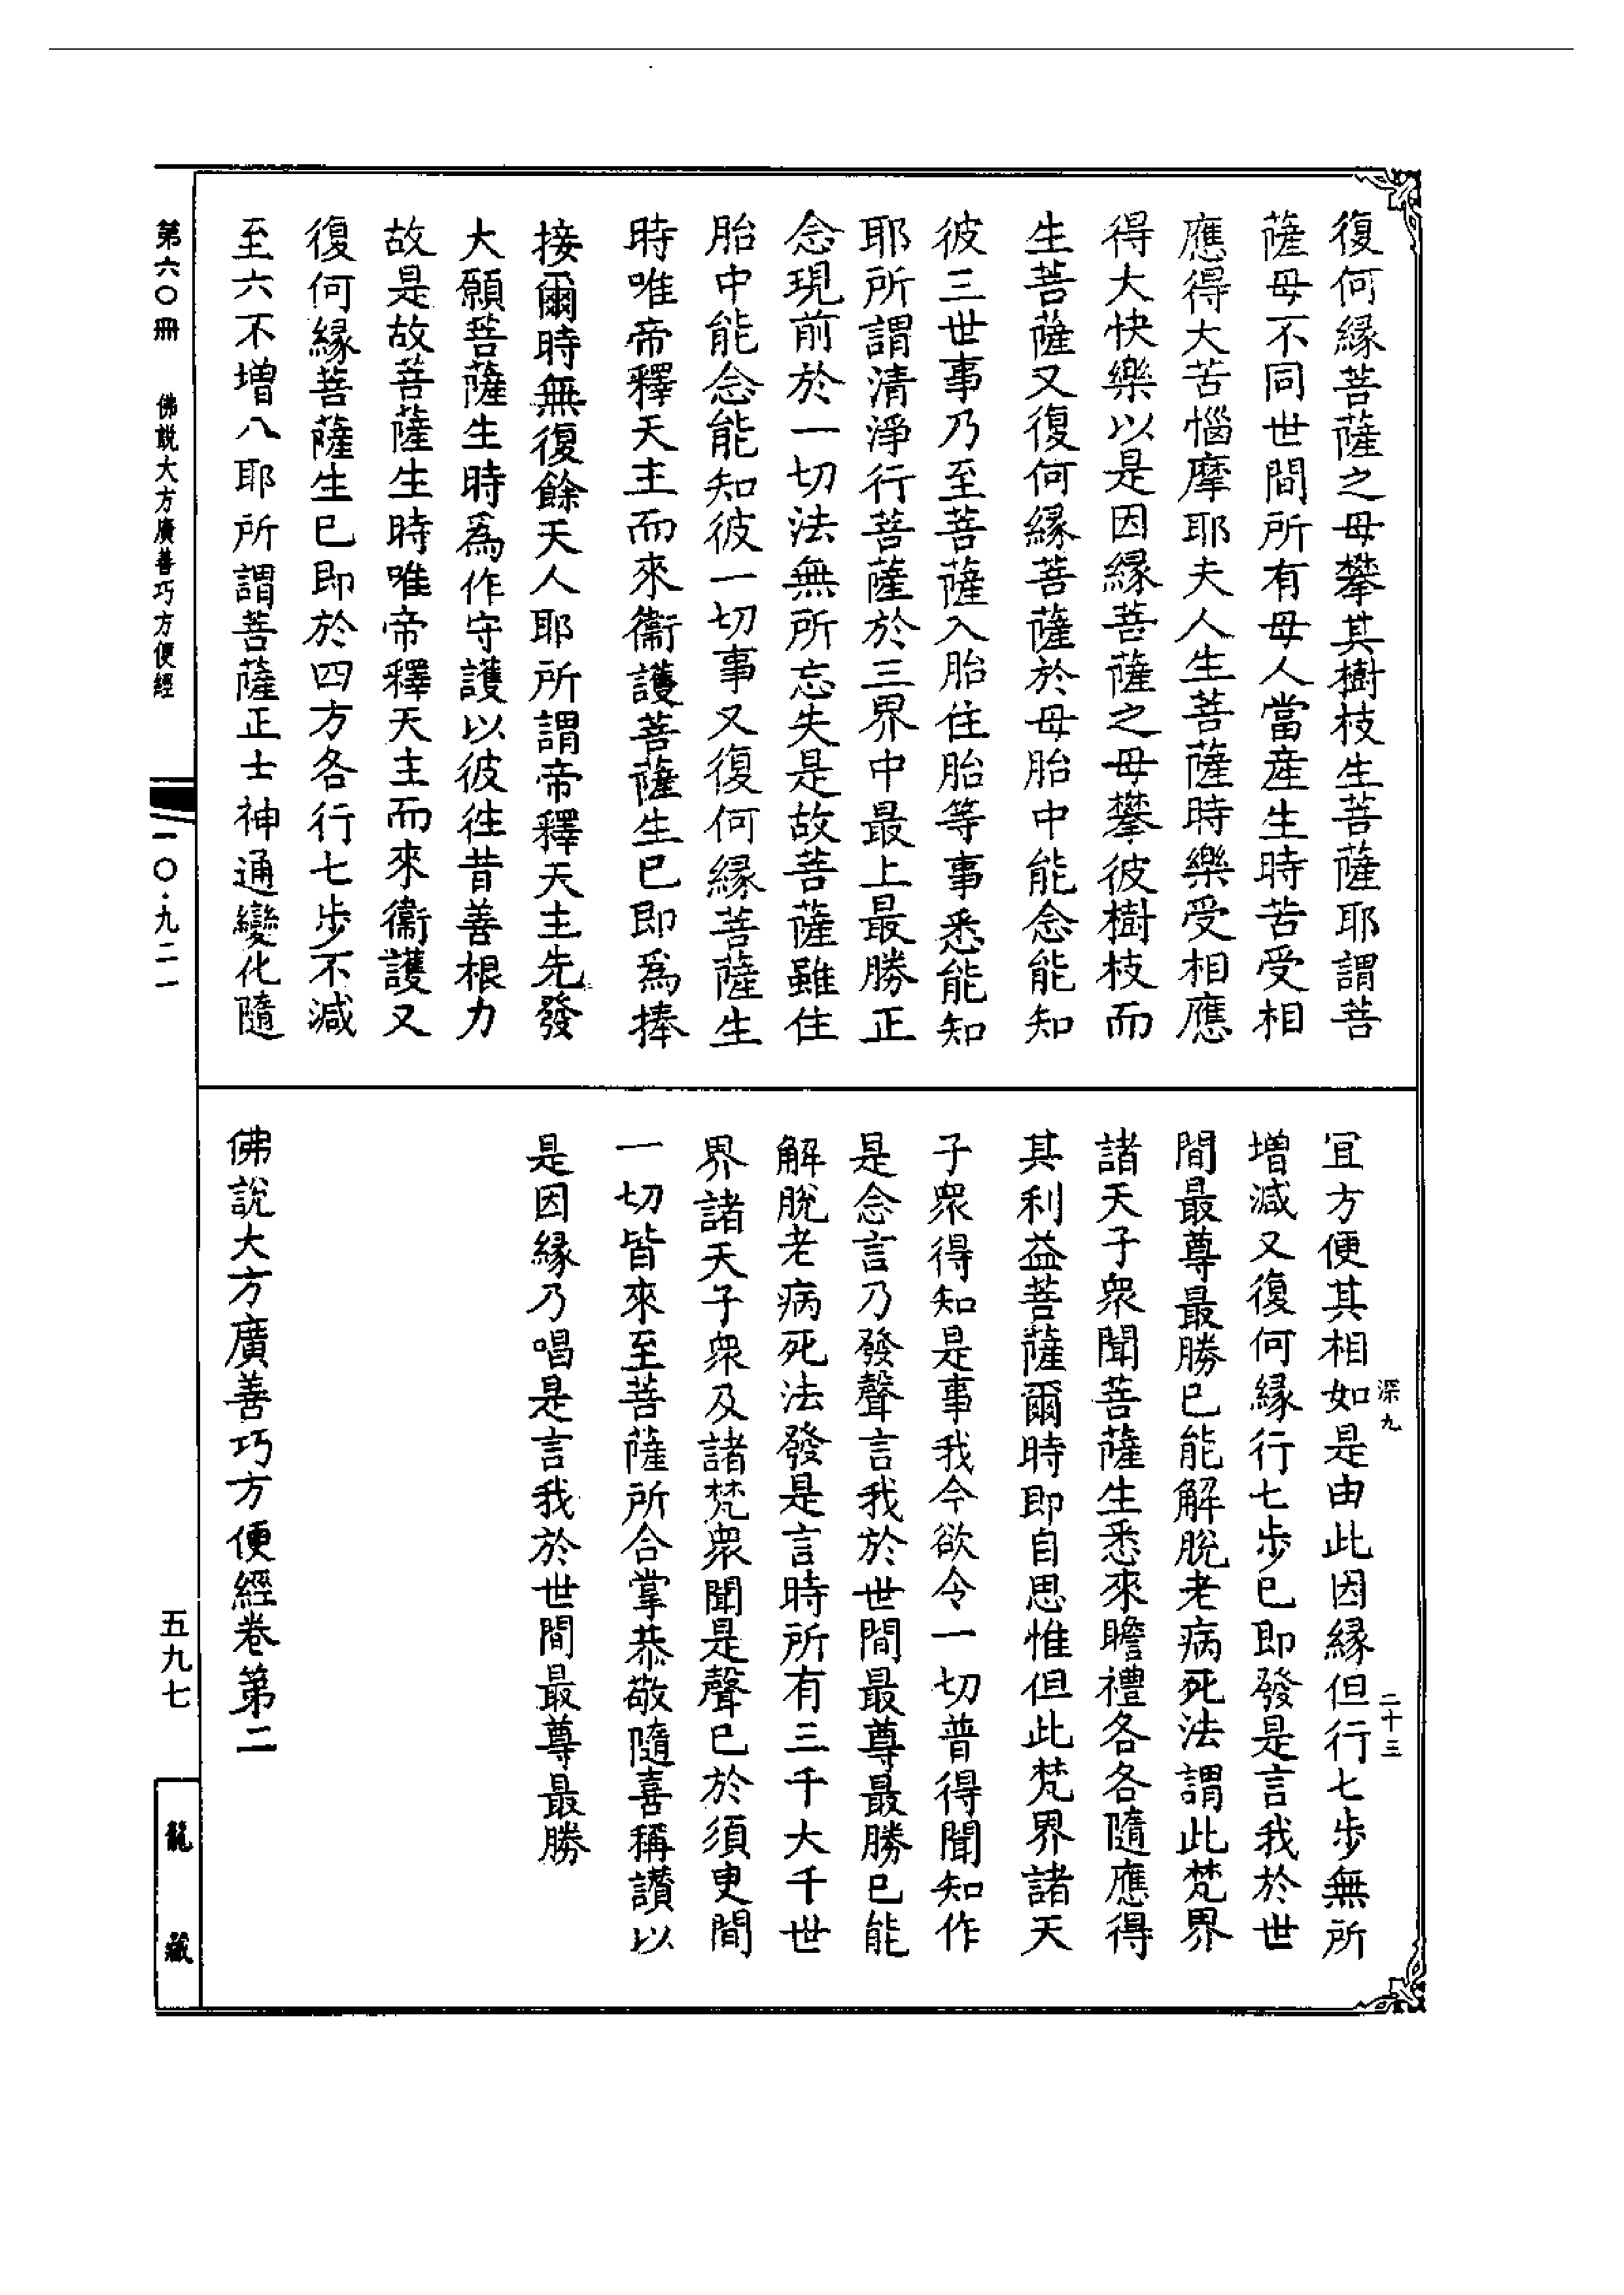 復何緣菩薩之母攀其樹枝生菩薩耶謂菩
薩母不同世間所有母人當産生時苦受相
應得大苦惱摩耶夫人生菩薩時樂受相應
得大快樂以是因緣菩薩之母攀彼樹枝而
生菩薩又復何緣菩薩於母胎中能念能知
彼三世事乃至菩薩入胎住胎等事悉能知
耶所謂清淨行菩薩於三界中最上最勝正
念現前於一切法無所忘失是故菩薩雖住
胎中能念能知彼一切事又復何緣菩薩生
時唯帝釋天主而來衞護菩薩生已即爲捧
接爾時無復餘天人耶所謂帝釋天主先發
大願菩薩生時爲作守護以彼徃昔善根力
故是故菩薩生時唯帝釋天主而來衞護又
復何緣菩薩生已即於四方各行七步不減
至六不增八耶所謂菩薩正士神通變化隨
宜方便其相如是由此因緣但行七步無所
增減又復何緣行七步已即發是言我於世
間最尊最勝已能解脫老病死法謂此梵界
諸天子衆聞菩薩生悉來瞻禮各各隨應得
其利益菩薩爾時即自思惟但此梵界諸天
子衆得知是事我今欲令一切普得聞知作
是念言乃發聲言我於世間最尊最勝已能
解脫老病死法發是言時所有三千大千世
界諸天子衆及諸梵衆聞是聲已於須臾間
一切皆來至菩薩所合掌恭敬隨喜稱讚以
是因緣乃唱是言我於世間最尊最勝
佛說大方廣善巧方便經卷第二
深九
二十三
第六〇冊
佛説大方廣善巧方便經
一〇·九二一
五九七
龍藏